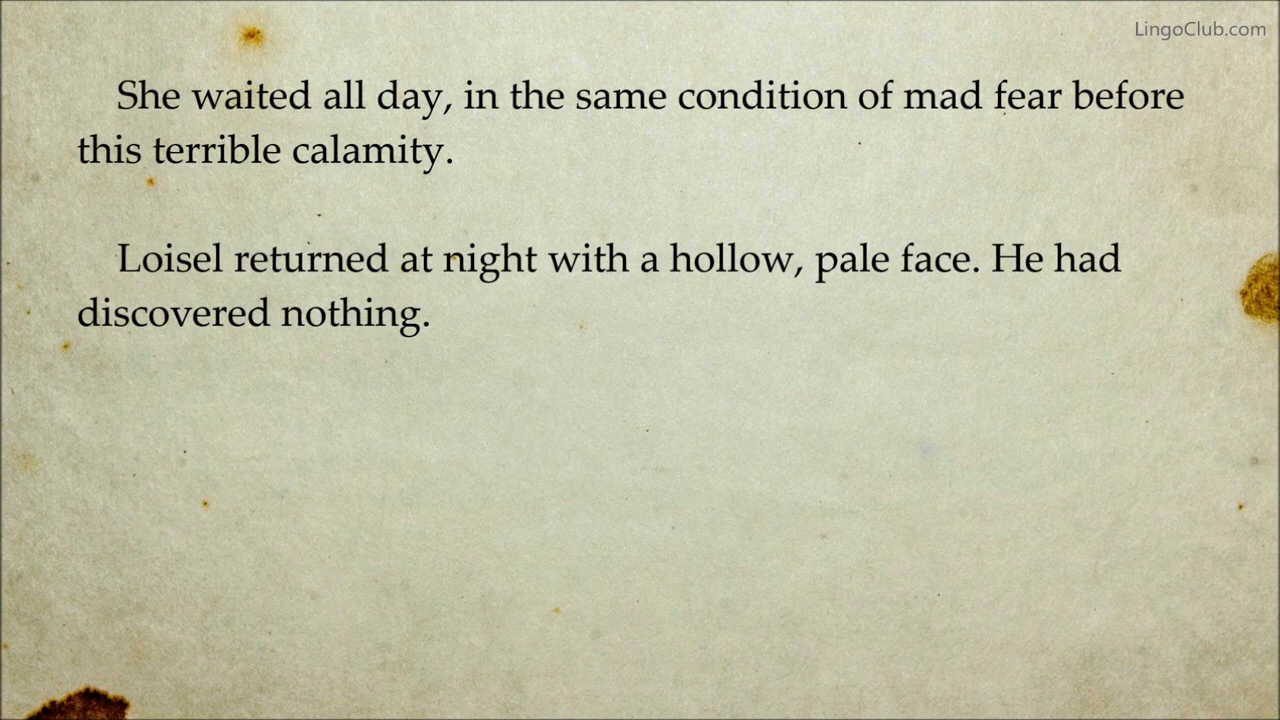 LingoClub.com
She waited all day, in the same condition of mad fear before
this terrible calamity.
Loisel returned at night with a hollow, pale face. He had
discovered nothing.